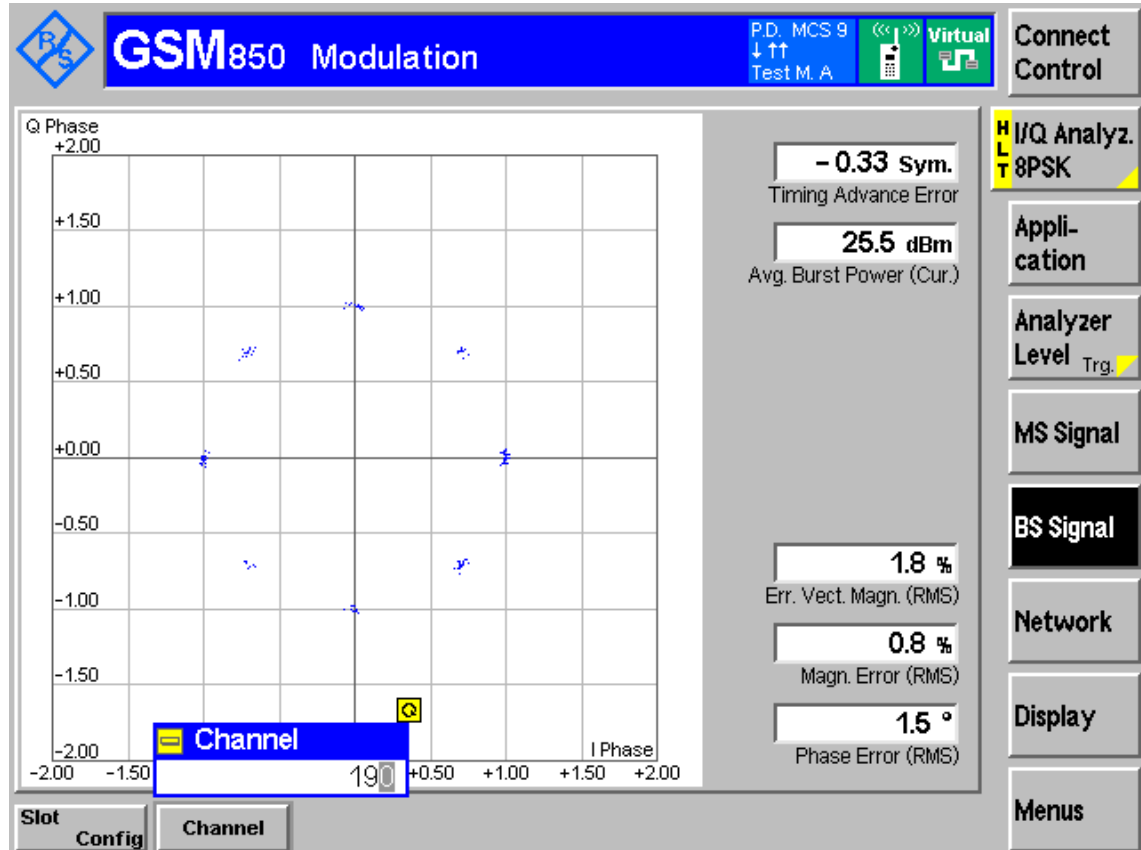 R/S
GSM850 Modulation
P.D. MCS 9
↓ ↑↑
Test M. A
Virtual
Connect
Control
Q Phase
+2.00
+1.50
+1.00
+0.50
+0.00
-0.50
-1.00
-1.50
-2.00
I Phase
-2.00 -1.50 +0.50 +1.00 +1.50 +2.00
Q
Channel
190
- 0.33 Sym.
Timing Advance Error
25.5 dBm
Avg. Burst Power (Cur.)
1.8 %
Err. Vect. Magn. (RMS)
0.8 %
Magn. Error (RMS)
1.5 °
Phase Error (RMS)
HLT
I/Q Analyz.
8PSK
Appli-
cation
Analyzer
Level Trg.
MS Signal
BS Signal
Network
Display
Menus
Slot
Config
Channel